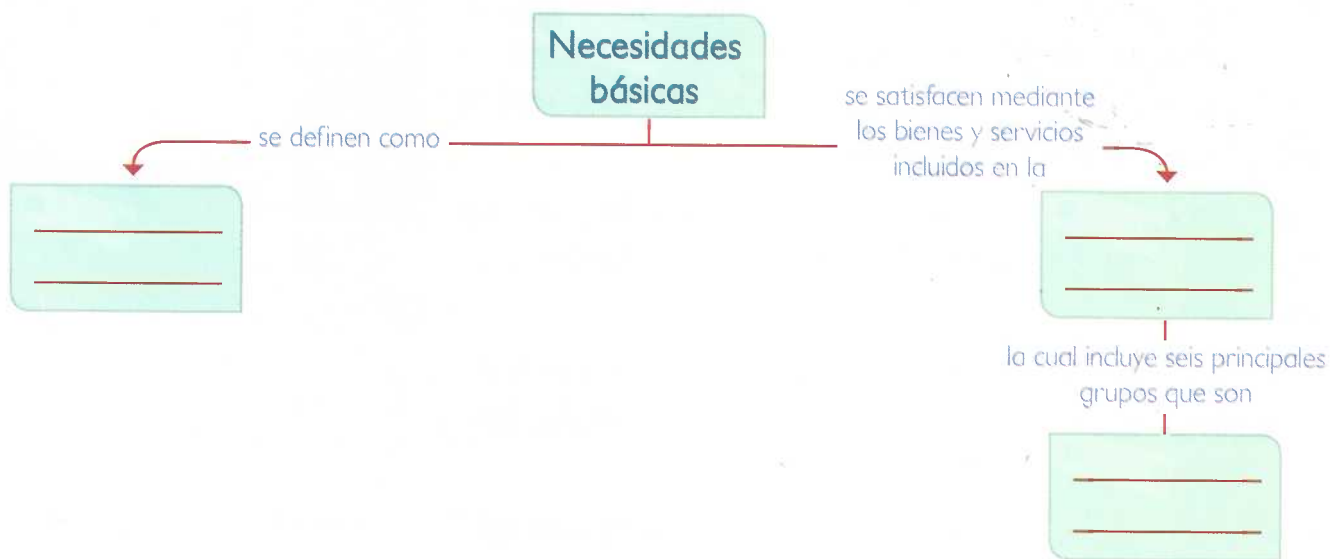 Necesidades
básicas
se definen como
se satisfacen mediante
los bienes y servicios
incluidos en la
la cual incluye seis principales
grupos que son